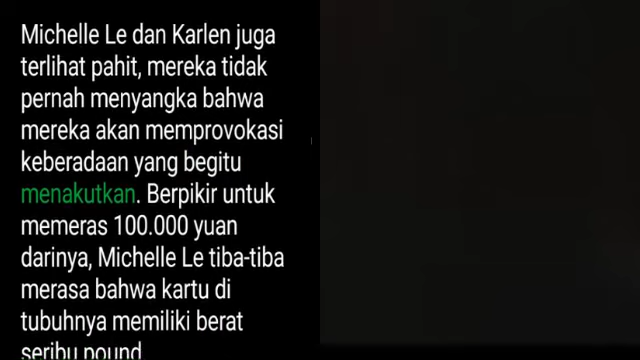 Michelle Le dan Karlen juga
terlihat pahit, mereka tidak
pernah menyangka bahwa
mereka akan memprovokasi
keberadaan yang begitu
menakutkan. Berpikir untuk
memeras 100.000 yuan
darinya, Michelle Le tiba-tiba
merasa bahwa kartu di
tubuhnya memiliki berat
seribu pound